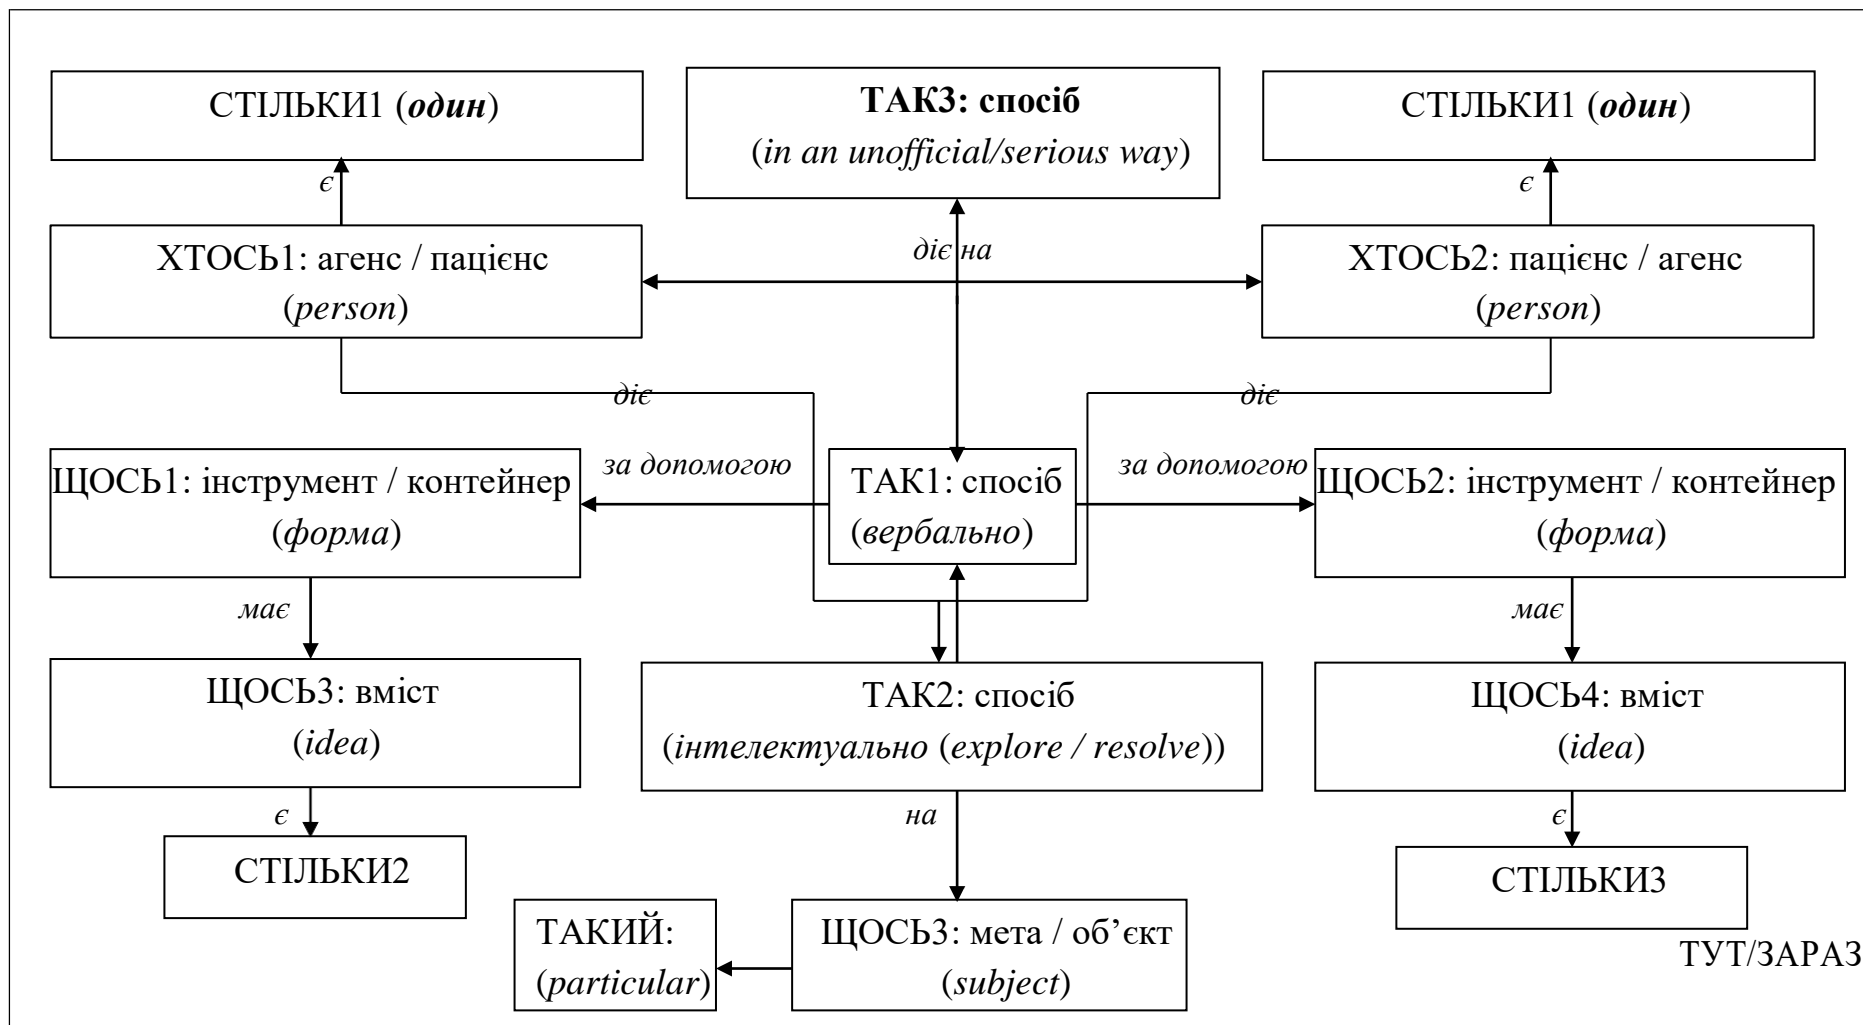 СТІЛЬКИ1 (один)
ТАК3: спосіб
(in an unofficial/serious way)
СТІЛЬКИ1 (один)
є
є
ХТОСЬ1: агенс / пацієнс
(person)
діє на
ХТОСЬ2: пацієнс / агенс
(person)
діє
діє
ЩОСЬ1: інструмент / контейнер
(форма)
за допомогою
ТАК1: спосіб
(вербально)
за допомогою
ЩОСЬ2: інструмент / контейнер
(форма)
має
має
ЩОСЬ3: вміст
(idea)
ТАК2: спосіб
(інтелектуально (explore / resolve))
ЩОСЬ4: вміст
(idea)
є
на
є
СТІЛЬКИ2
СТІЛЬКИ3
ТАКИЙ:
(particular)
ЩОСЬ3: мета / об’єкт
(subject)
ТУТ/ЗАРАЗ